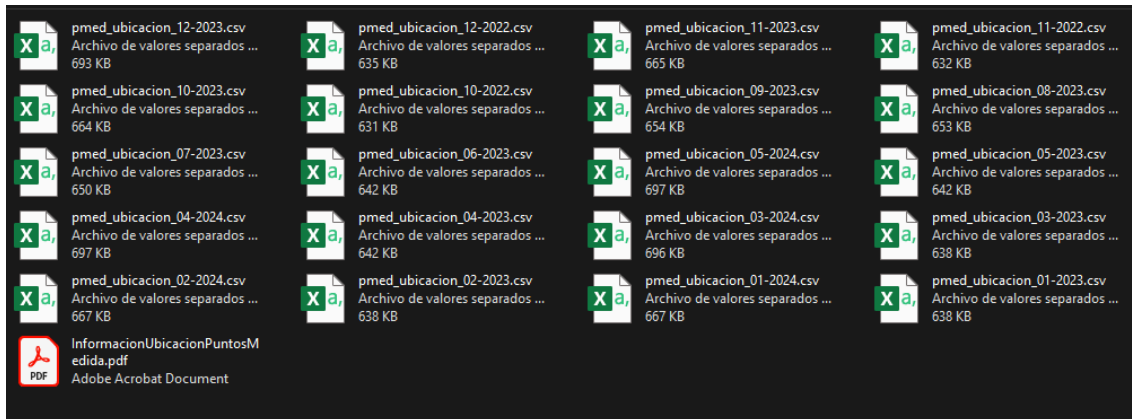 pmed_ubicacion_12-2023.csv
Archivo de valores separados ...
693 KB
pmed_ubicacion_12-2022.csv
Archivo de valores separados ...
635 KB
pmed_ubicacion_11-2023.csv
Archivo de valores separados ...
665 KB
pmed_ubicacion_11-2022.csv
Archivo de valores separados ...
632 KB
pmed_ubicacion_10-2023.csv
Archivo de valores separados ...
664 KB
pmed_ubicacion_10-2022.csv
Archivo de valores separados ...
631 KB
pmed_ubicacion_09-2023.csv
Archivo de valores separados ...
654 KB
pmed_ubicacion_08-2023.csv
Archivo de valores separados ...
653 KB
pmed_ubicacion_07-2023.csv
Archivo de valores separados ...
650 KB
pmed_ubicacion_06-2023.csv
Archivo de valores separados ...
642 KB
pmed_ubicacion_05-2024.csv
Archivo de valores separados ...
697 KB
pmed_ubicacion_05-2023.csv
Archivo de valores separados ...
642 KB
pmed_ubicacion_04-2024.csv
Archivo de valores separados ...
697 KB
pmed_ubicacion_04-2023.csv
Archivo de valores separados ...
642 KB
pmed_ubicacion_03-2024.csv
Archivo de valores separados ...
696 KB
pmed_ubicacion_03-2023.csv
Archivo de valores separados ...
638 KB
pmed_ubicacion_02-2024.csv
Archivo de valores separados ...
667 KB
pmed_ubicacion_02-2023.csv
Archivo de valores separados ...
638 KB
pmed_ubicacion_01-2024.csv
Archivo de valores separados ...
667 KB
pmed_ubicacion_01-2023.csv
Archivo de valores separados ...
638 KB
PDF
InformacionUbicacionPuntosM
edida.pdf
Adobe Acrobat Document